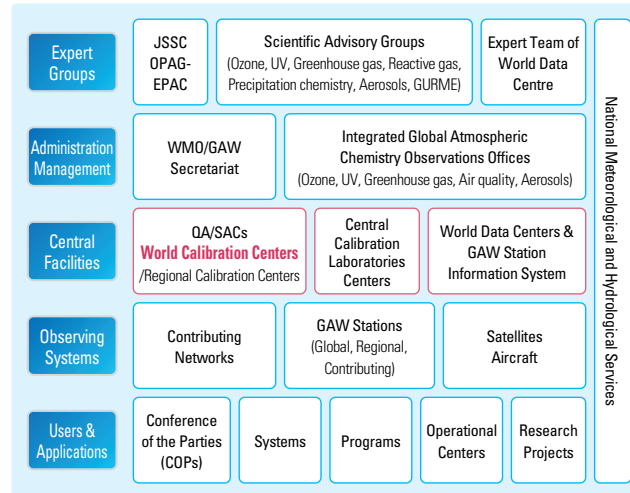 Expert
Groups
JSSC
OPAG-
EPAC
Scientific Advisory Groups
(Ozone, UV, Greenhouse gas, Reactive gas,
Precipitation chemistry, Aerosols, GURME)
Expert Team of
World Data
Centre
Administration
Management
WMO/GAW
Secretariat
Integrated Global Atmospheric
Chemistry Observations Offices
(Ozone, UV, Greenhouse gas, Air quality, Aerosols)
Central
Facilities
QA/SACs
World Calibration Centers
/Regional Calibration Centers
Central
Calibration
Laboratories
Centers
World Data Centers &
GAW Station
Information System
Observing
Systems
Contributing
Networks
GAW Stations
(Global, Regional,
Contributing)
Satellites
Aircraft
Users &
Applications
Conference
of the Parties
(COPs)
Systems
Programs
Operational
Centers
Research
Projects
National Meteorological and Hydrological Services